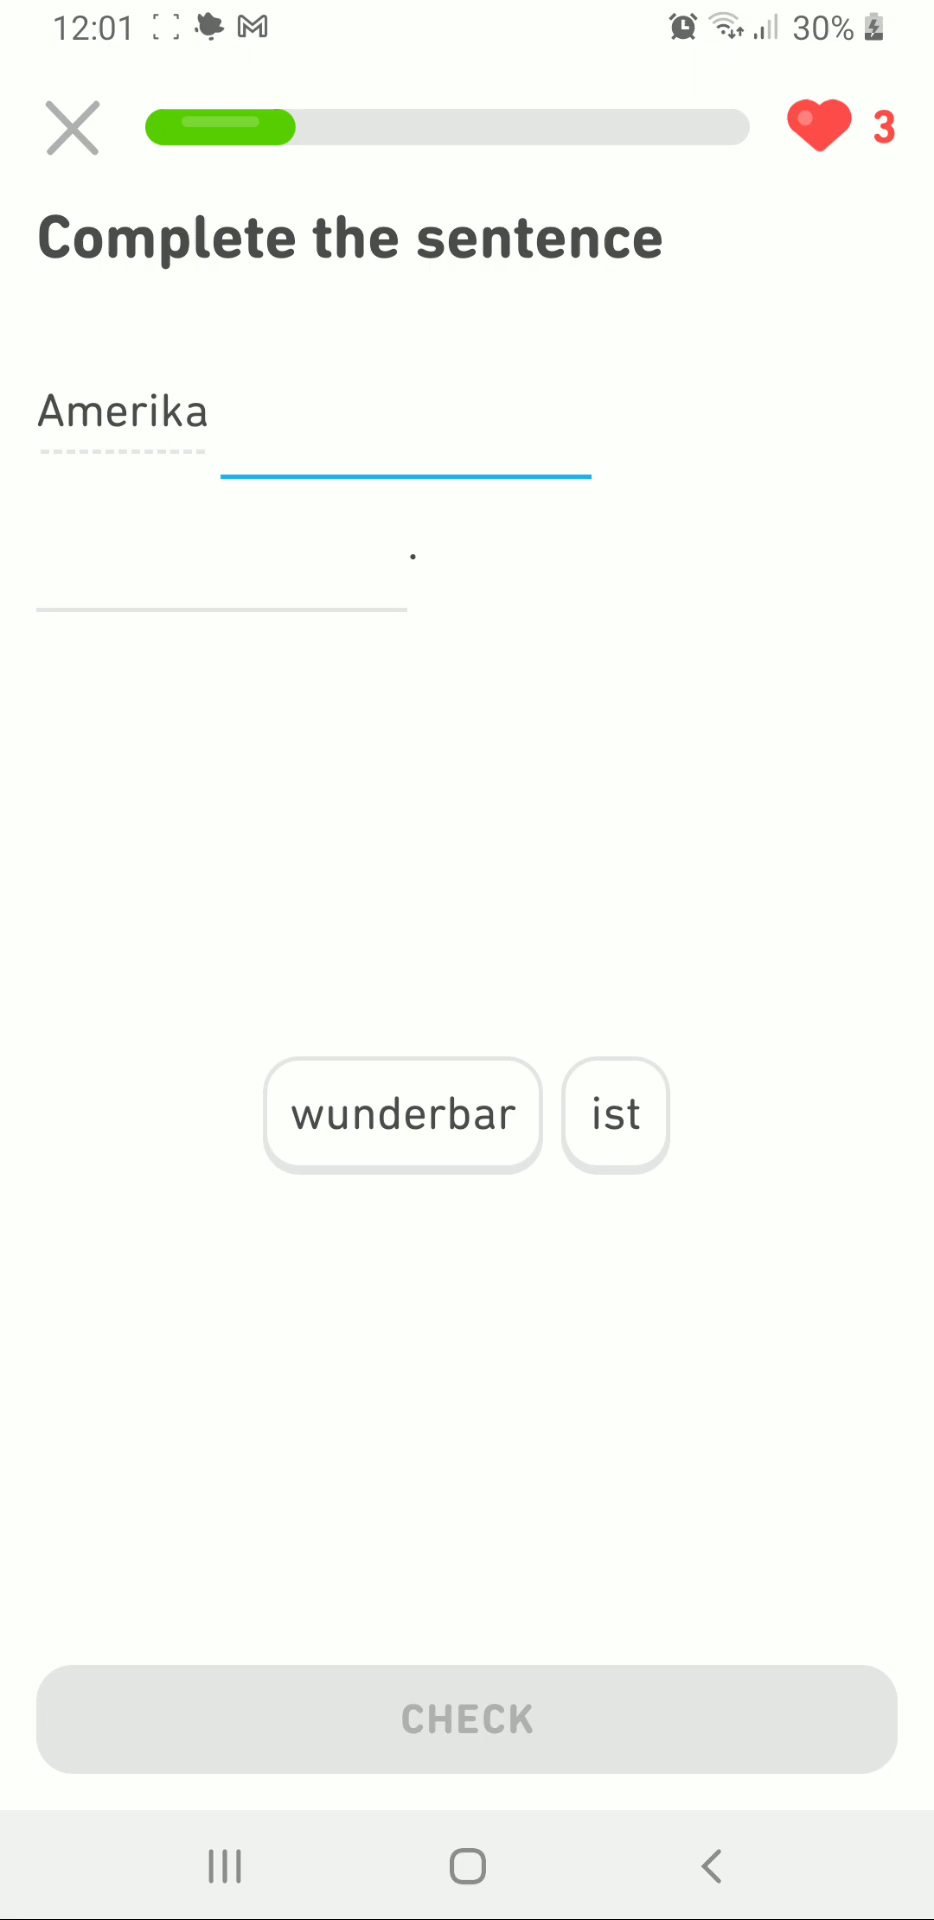 12:01 30%
3
Complete the sentence
Amerika
.
wunderbar ist
CHECK